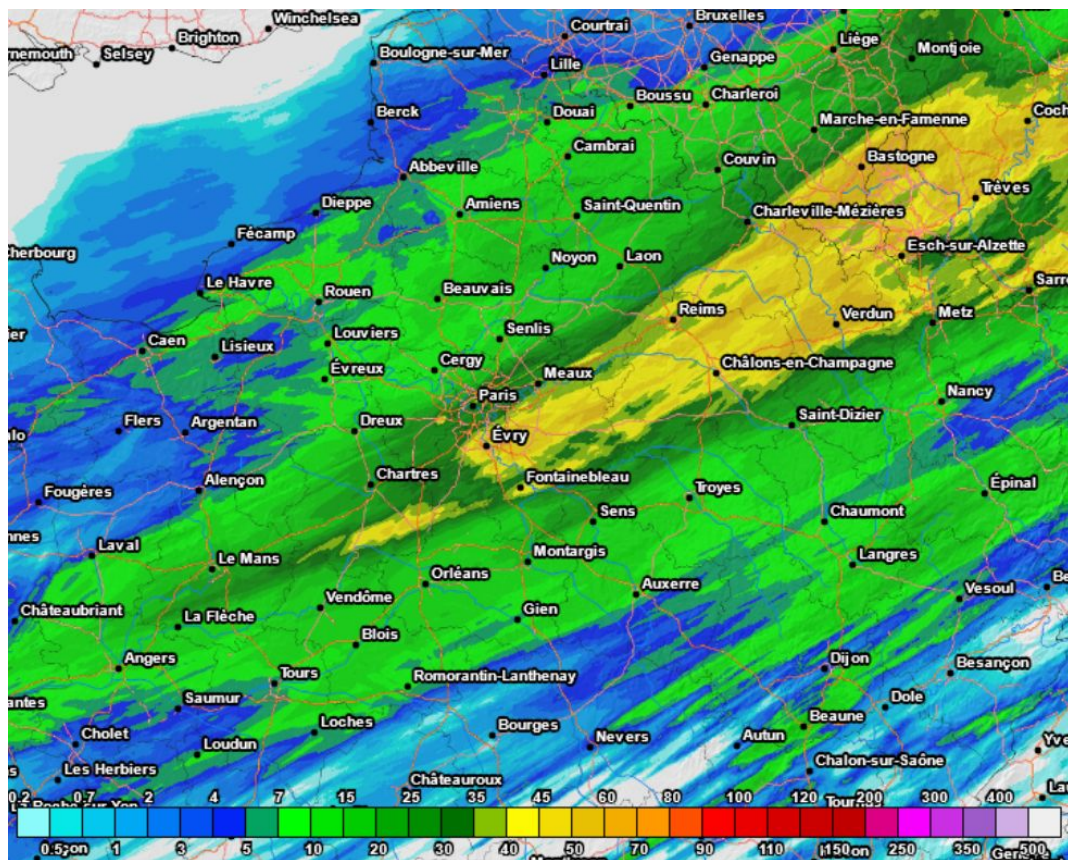 Winchelsea
Bruxelles
Brighton
Courtrai
Liège
Montjoie
Selsey
Boulogne-sur-Mer
Genappe
Lille
Boussu
Charleroi
Berck
Douai
Marche-en-Famenne
Cambrai
Couvin
Bastogne
Abbeville
Trèves
Dieppe
Amiens
Saint-Quentin
Charleville-Mézières
Fécamp
Esch-sur-Alzette
Cherbourg
Noyon
Laon
Le Havre
Rouen
Beauvais
Reims
Verdun
Metz
Louviers
Senlis
Caen
Lisieux
Cergy
Évreux
Meaux
Châlons-en-Champagne
Paris
Nancy
Flers
Argentan
Dreux
Saint-Dizier
Évry
Chartres
Fontainebleau
Alençon
Troyes
Épinal
Fougères
Sens
Chaumont
Laval
Montargis
Langres
Le Mans
Orléans
Auxerre
Vesoul
Châteaubriant
Vendôme
Gien
La Flèche
Blois
Angers
Tours
Dijon
Besançon
Romorantin-Lanthenay
Saumur
Dole
Loches
Bourges
Beaune
Cholet
Loudun
Nevers
Autun
Les Herbiers
Châteauroux
Chalon-sur-Saône
0.2 0.7 2 4 7 15 25 35 45 60 80 100 120 200 300 400
0.5 1 3 5 10 20 30 40 50 70 90 110 150 250 350 500